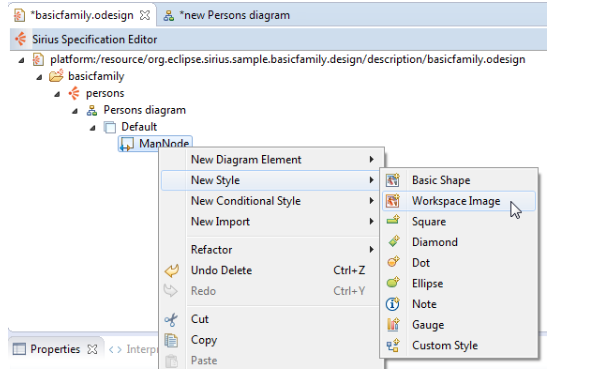 *basicfamily.odesign *new Persons diagram
Sirius Specification Editor
platform:/resource/org.eclipse.sirius.sample.basicfamily.design/description/basicfamily.odesign
basicfamily
persons
Persons diagram
Default
ManNode
New Diagram Element
New Style
New Conditional Style
New Import
Refactor
Undo Delete Ctrl+Z
Redo Ctrl+Y
Cut
Copy
Paste
Basic Shape
Workspace Image
Square
Diamond
Dot
Ellipse
Note
Gauge
Custom Style
Properties Interp